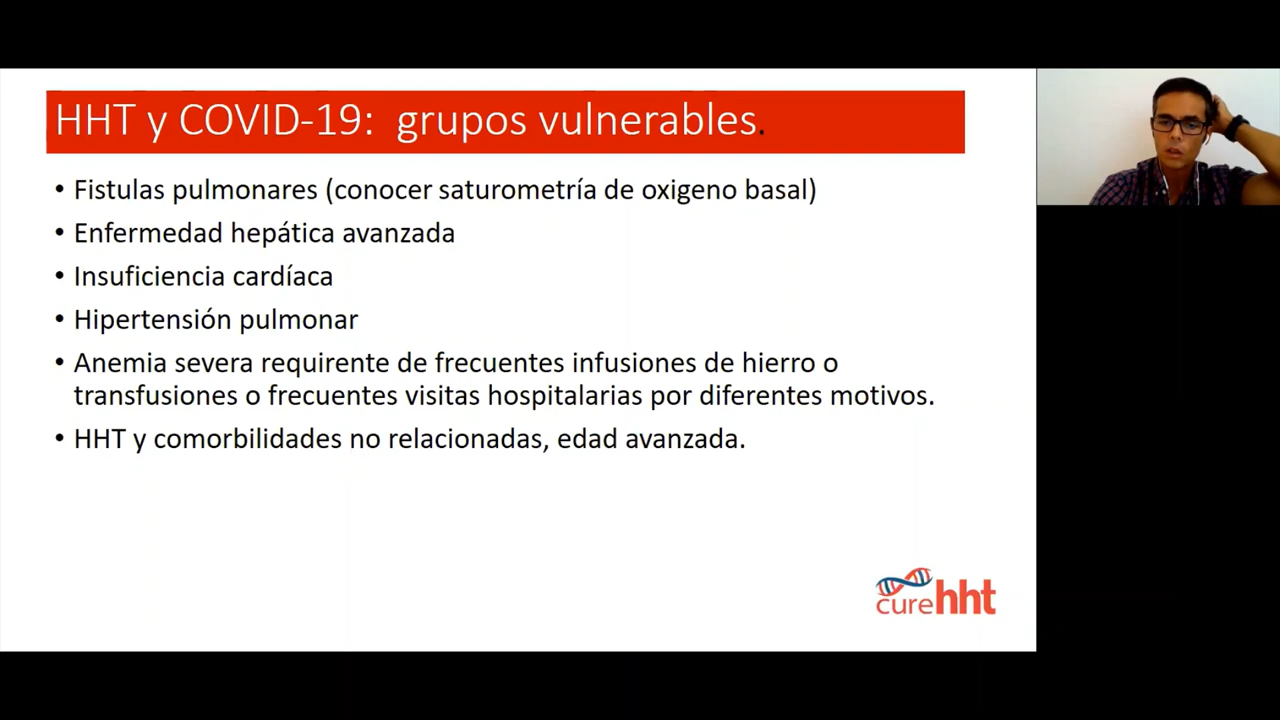 HHT y COVID-19:  grupos vulnerables.
• Fistulas pulmonares (conocer saturometría de oxigeno basal)
• Enfermedad hepática avanzada
• Insuficiencia cardíaca
• Hipertensión pulmonar
• Anemia severa requirente de frecuentes infusiones de hierro o
transfusiones o frecuentes visitas hospitalarias por diferentes motivos.
• HHT y comorbilidades no relacionadas, edad avanzada.
curehht